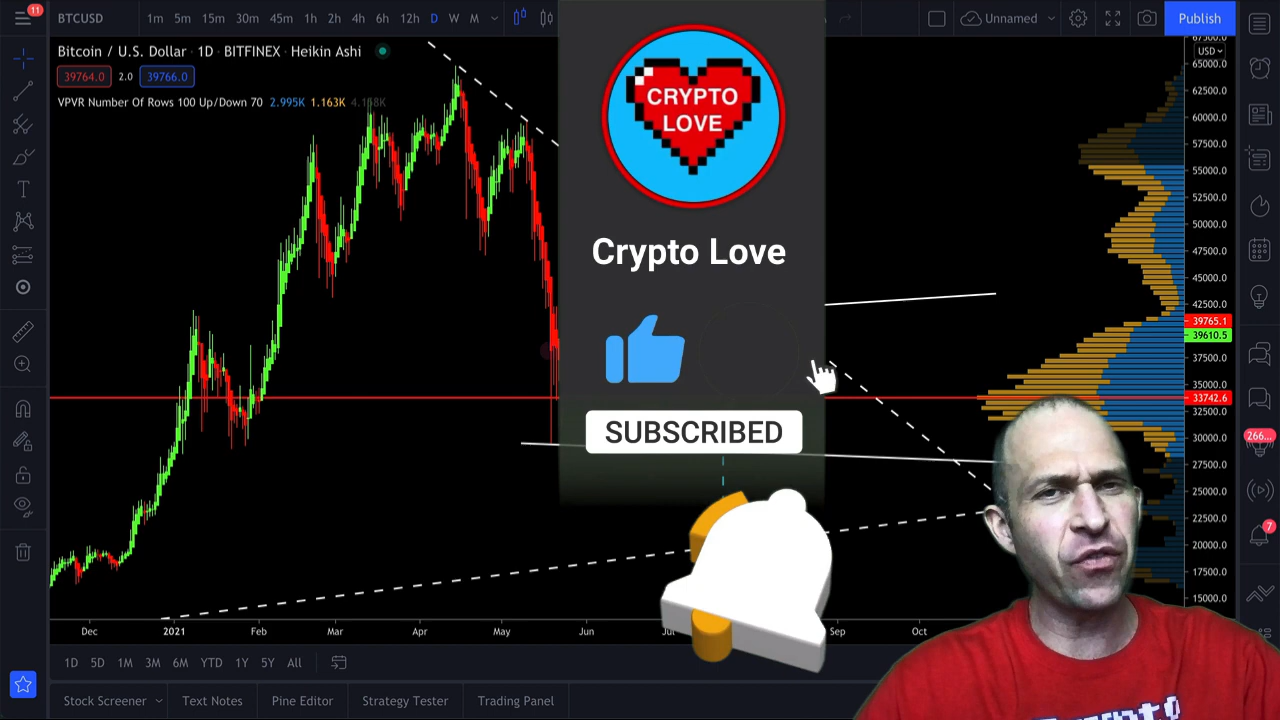 11
BTCUSD
1m 5m 15m 30m 45m 1h 2h 4h 6h 12h D W M
Unnamed
Publish
Bitcoin / U.S. Dollar · 1D · BITFINEX · Heikin Ashi
39764.0 2.0 39766.0
VPVR Number Of Rows 100 Up/Down 70 2.995K 1.163K 4.158K
CRYPTO
LOVE
Crypto Love
SUBSCRIBED
67500.0
USD
65000.0
62500.0
60000.0
57500.0
55000.0
52500.0
50000.0
47500.0
45000.0
42500.0
39765.1
39610.5
37500.0
35000.0
33742.6
32500.0
30000.0
27500.0
25000.0
22500.0
20000.0
17500.0
15000.0
266...
7
Dec 2021 Feb Mar Apr May Jun Sep Oct
1D 5D 1M 3M 6M YTD 1Y 5Y All
Stock Screener Text Notes Pine Editor Strategy Tester Trading Panel